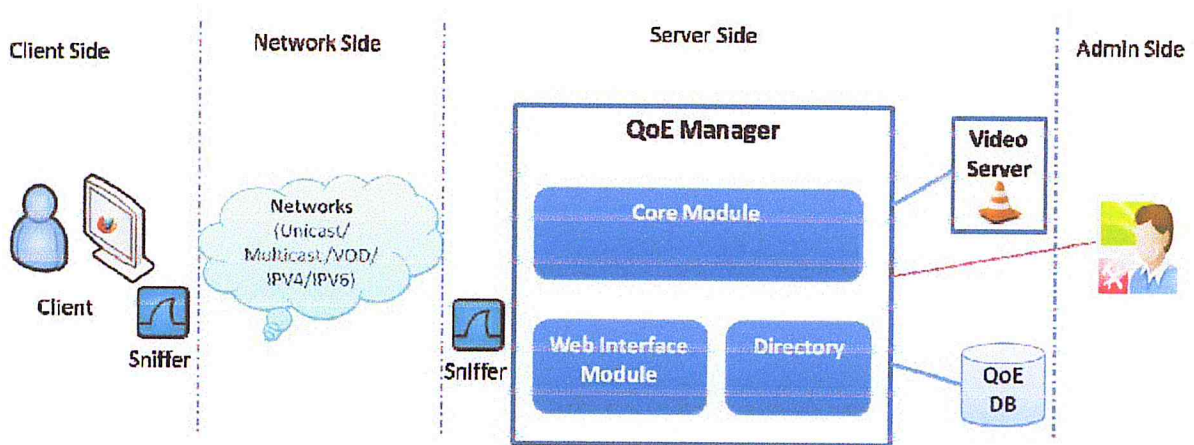 Client Side
Network Side
Server Side
Admin Side
QoE Manager
Video
Server
Core Module
Networks
(Unicast/
Multicast/VOD/
IPV4/IPV6)
Client
Sniffer
Sniffer
Web Interface
Module
Directory
QoE
DB